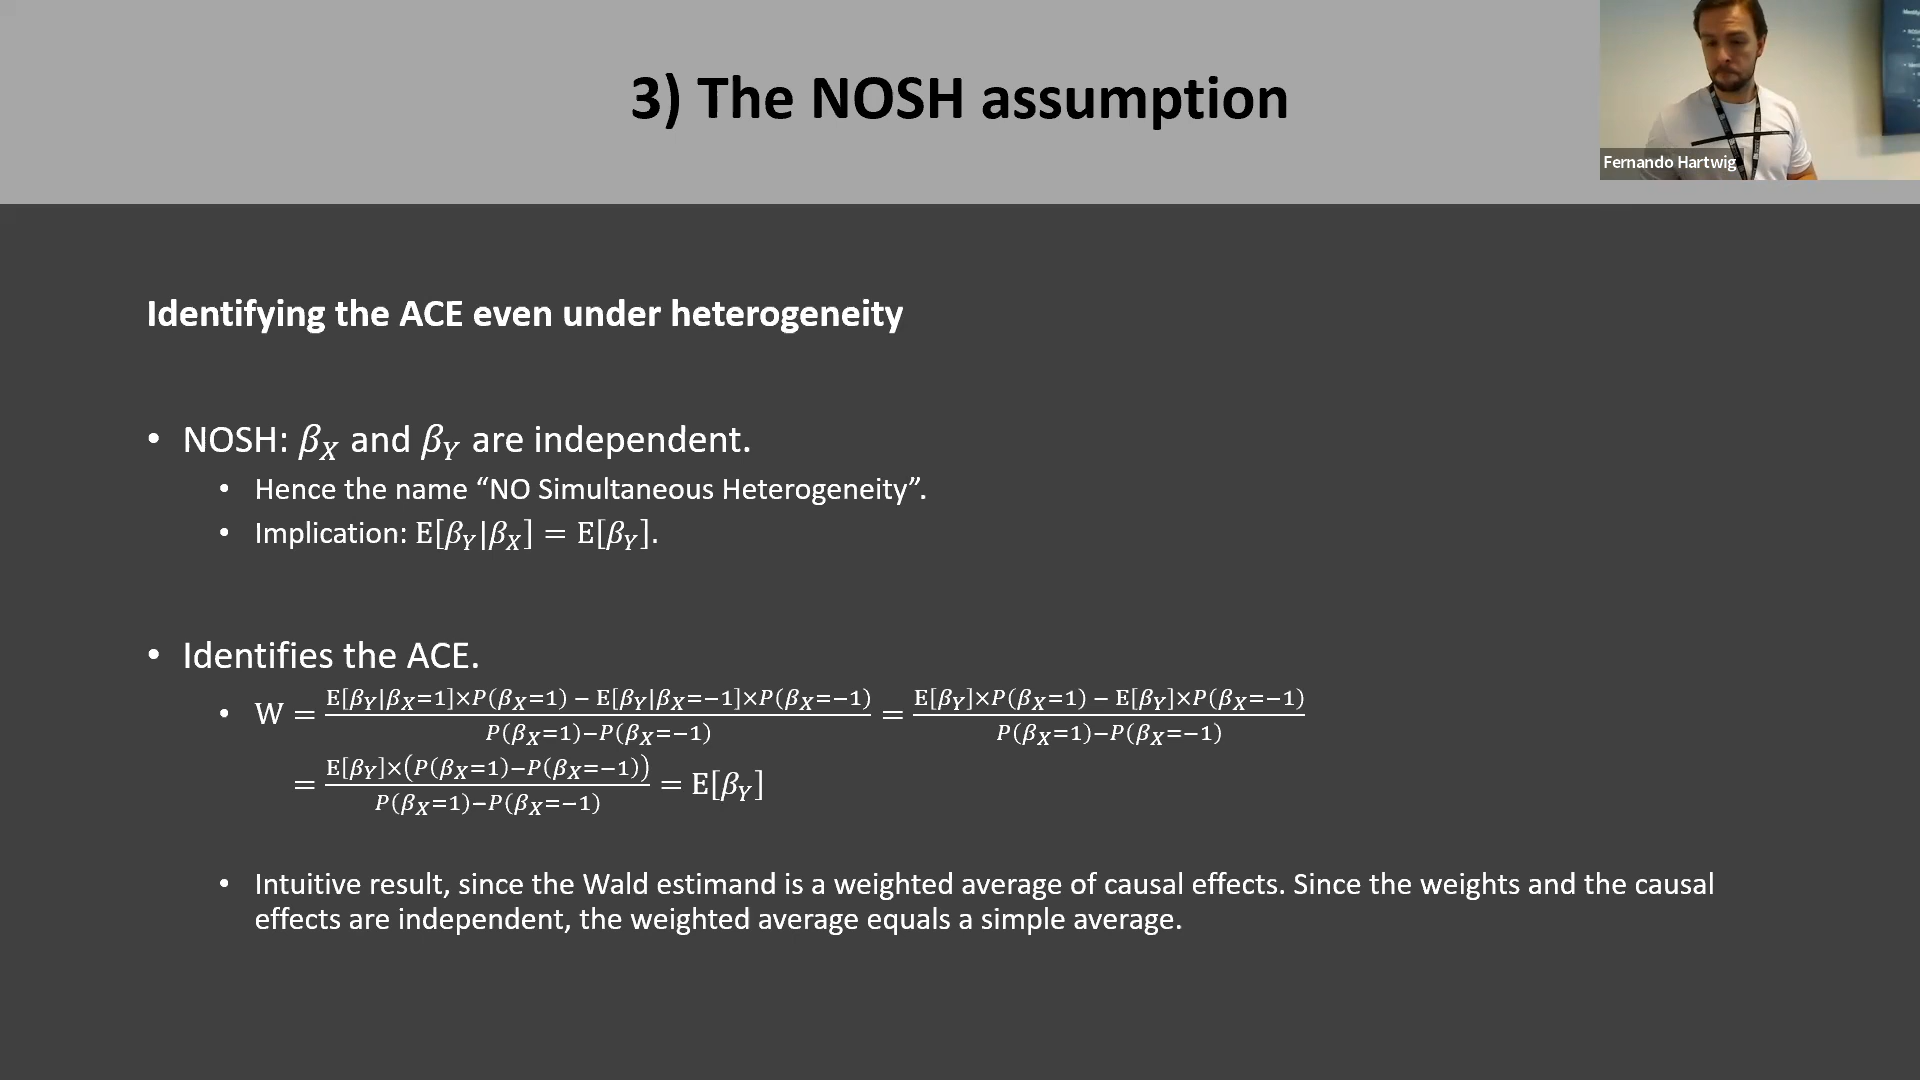 3) The NOSH assumption
Fernando Hartwig
Identifying the ACE even under heterogeneity
• NOSH: βX and βY are independent.
• Hence the name “NO Simultaneous Heterogeneity”.
• Implication: E[βY|βX] = E[βY].
• Identifies the ACE.
• W = (E[βY|βX=1]×P(βX=1) − E[βY|βX=−1]×P(βX=−1)) / (P(βX=1)−P(βX=−1)) = (E[βY]×P(βX=1) − E[βY]×P(βX=−1)) / (P(βX=1)−P(βX=−1))
= E[βY]×(P(βX=1)−P(βX=−1)) / (P(βX=1)−P(βX=−1)) = E[βY]
• Intuitive result, since the Wald estimand is a weighted average of causal effects. Since the weights and the causal
effects are independent, the weighted average equals a simple average.